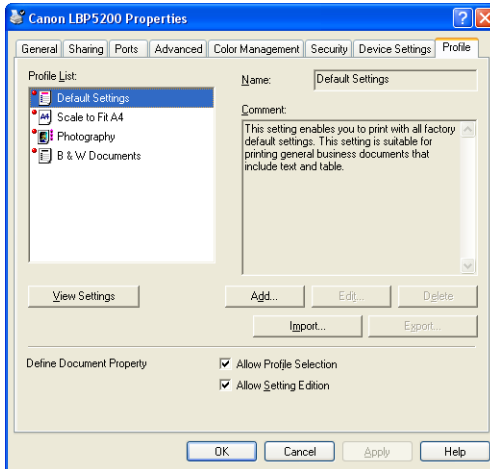 Canon LBP5200 Properties
General Sharing Ports Advanced Color Management Security Device Settings Profile
Profile List:
Default Settings
Scale to Fit A4
Photography
B & W Documents
Name: Default Settings
Comment:
This setting enables you to print with all factory
default settings. This setting is suitable for
printing general business documents that
include text and table.
View Settings
Add... Edit... Delete
Import... Export...
Define Document Property
Allow Profile Selection
Allow Setting Edition
OK Cancel Apply Help